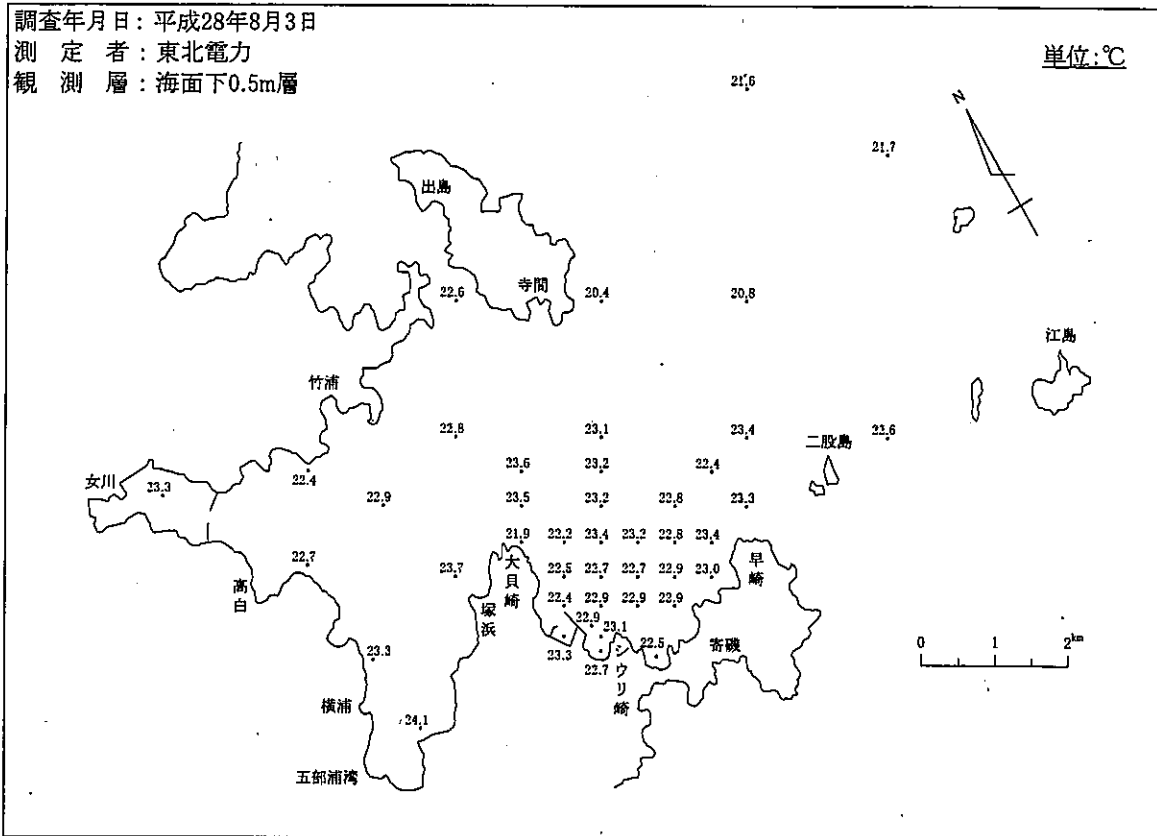 調査年月日：平成28年8月3日
測　定　者：東北電力
観　測　層：海面下0.5m層
単位:℃
21.6
N
21.7
出島
寺間
22.6 20.4 20.8
江島
竹浦
22.8 23.1 23.4 22.6
二股島
23.6 23.2 22.4
22.4
女川
23.3
22.9 23.5 23.2 22.8 23.3
21.9 22.2 23.4 23.2 22.8 23.4
22.7
23.7
大貝崎
22.5 22.7 22.7 22.9 23.0
早崎
高白
塚浜
22.4 22.9 22.9 22.9
22.9
23.1
23.3
22.7
シウリ崎
22.5
寄磯
0 1 2km
23.3
横浦
24.1
五部浦湾